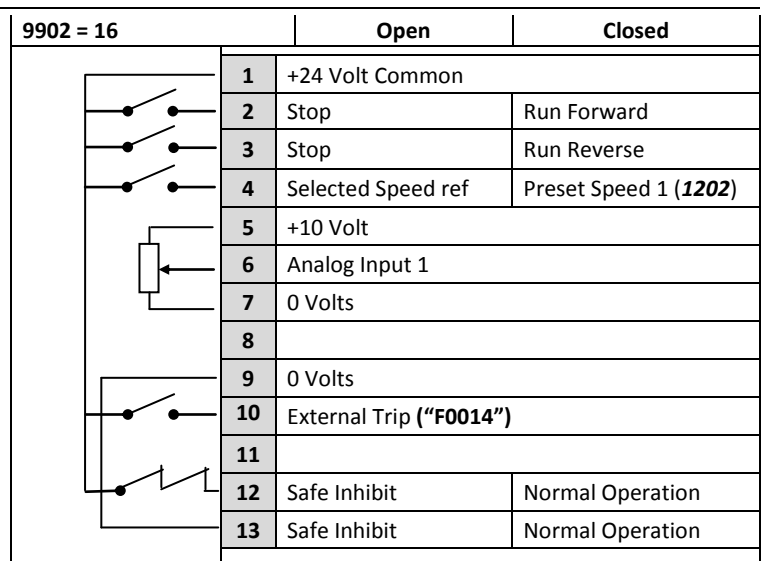 9902 = 16 Open Closed
1 +24 Volt Common
2 Stop Run Forward
3 Stop Run Reverse
4 Selected Speed ref Preset Speed 1 (1202)
5 +10 Volt
6 Analog Input 1
7 0 Volts
8
9 0 Volts
10 External Trip (“F0014”)
11
12 Safe Inhibit Normal Operation
13 Safe Inhibit Normal Operation